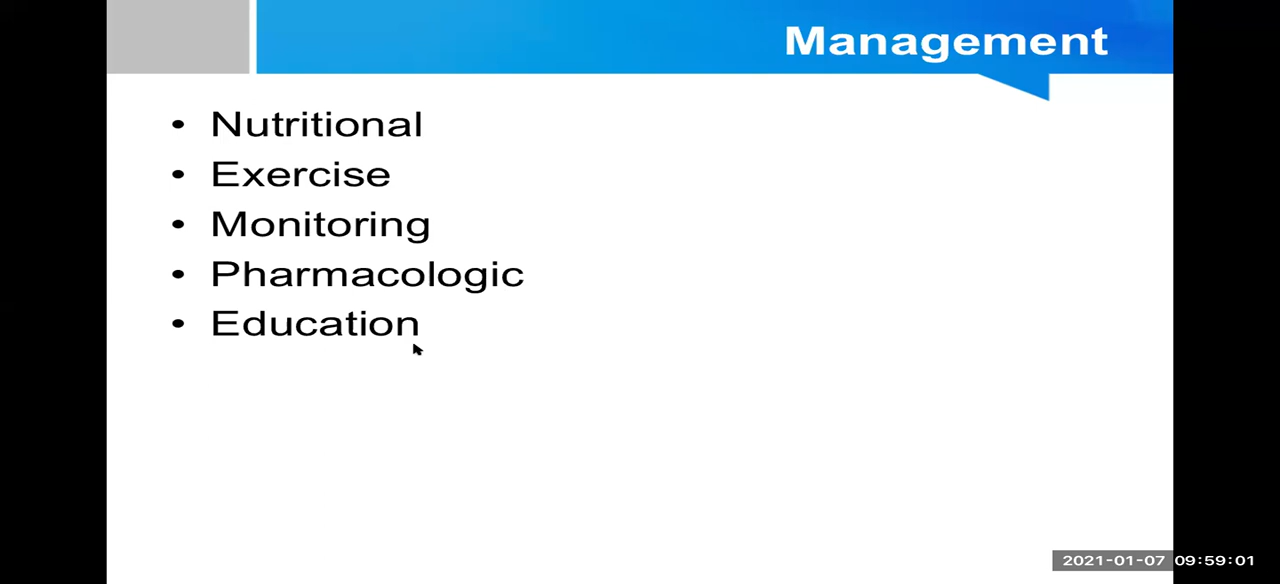 Management
• Nutritional
• Exercise
• Monitoring
• Pharmacologic
• Education
2021-01-07 09:59:01